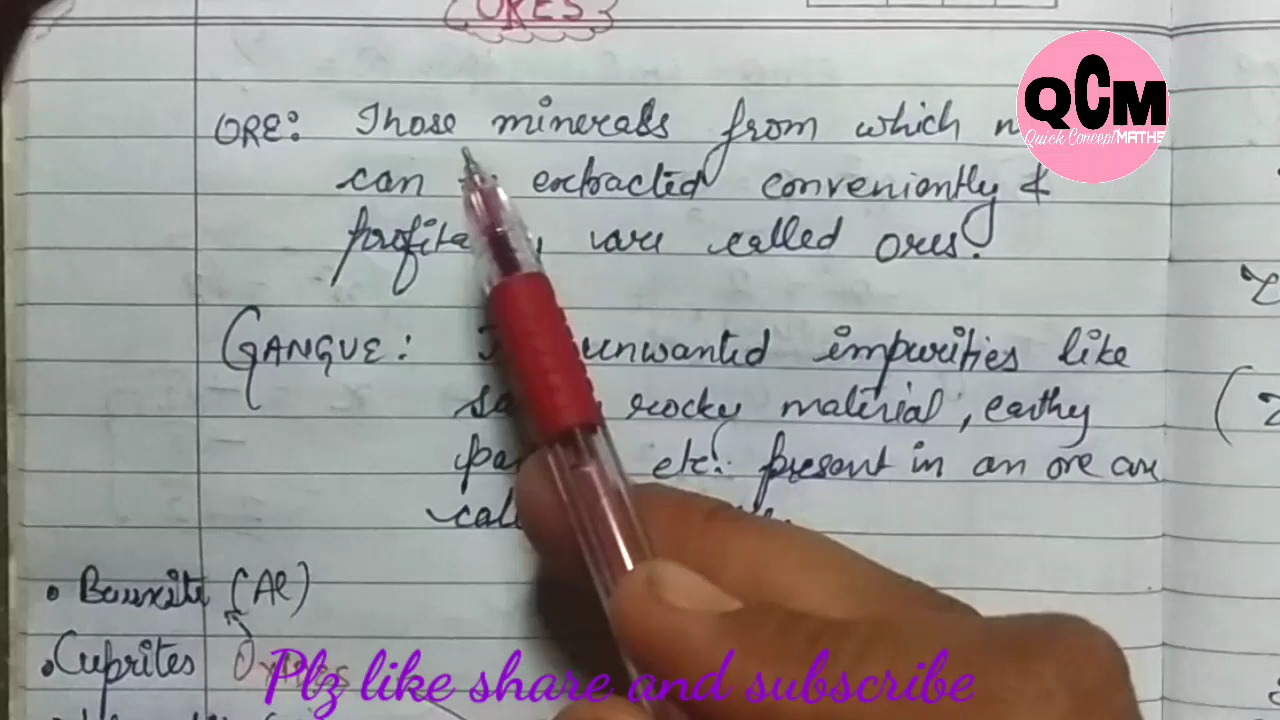 ORES
ORE: Those minerals from which
can extracted conveniently &
are called ores.
GANGUE: unwanted impurities like
rocky material, earthy
etc. present in an ore are
• Bauxite (Al)
• Cuprites Oxides
QCM
Quick Concept MATHS
Plz like share and subscribe